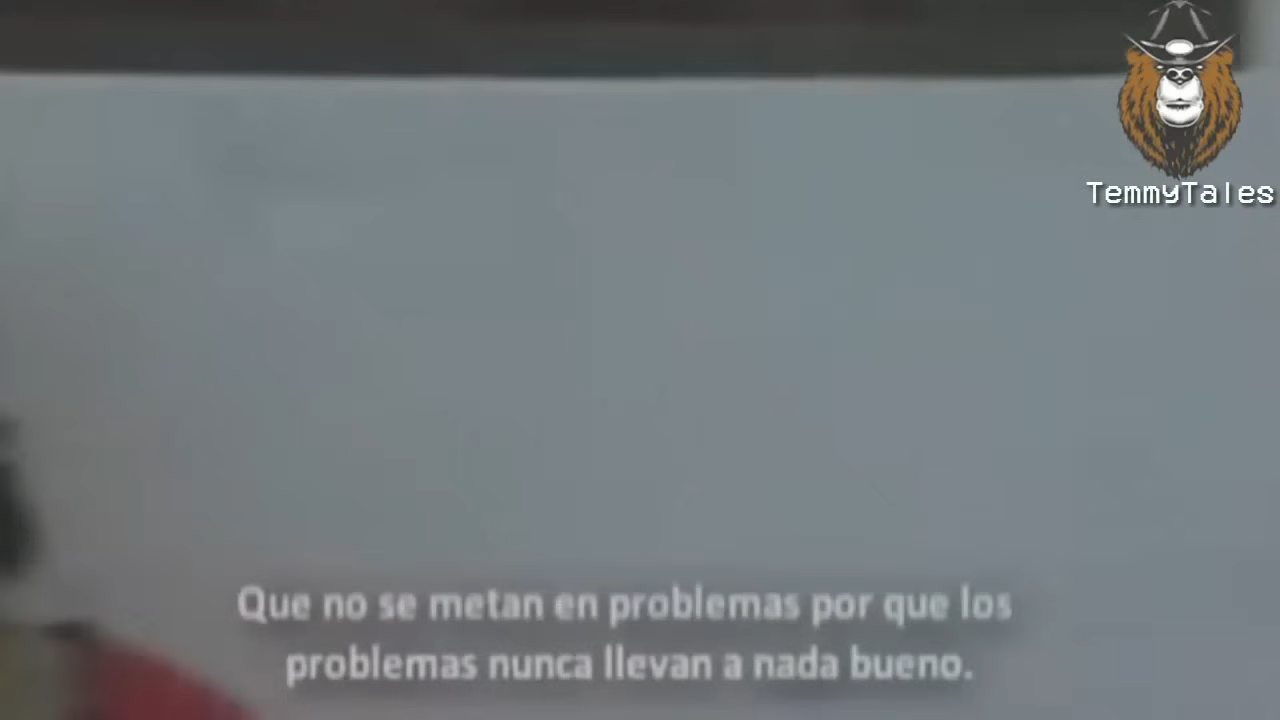 TemmyTales
Que no se metan en problemas por que los
problemas nunca llevan a nada bueno.